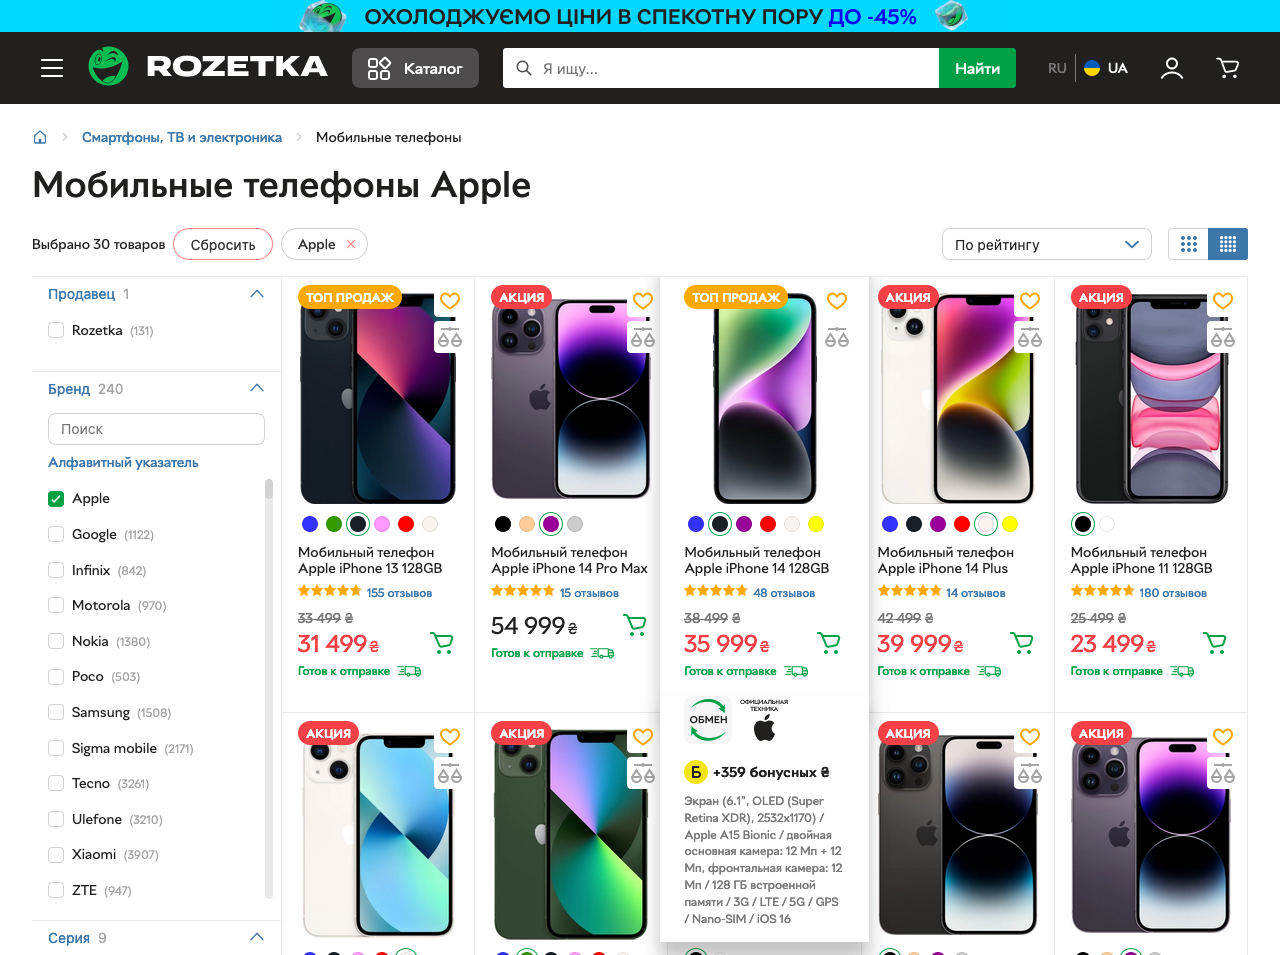 ОХОЛОДЖУЄМО ЦІНИ В СПЕКОТНУ ПОРУ ДО -45%
ROZETKA
Каталог
Я ищу...
Найти
RU
UA
Смартфоны, ТВ и электроника
Мобильные телефоны
Мобильные телефоны Apple
Выбрано 30 товаров
Сбросить
Apple
По рейтингу
Продавец 1
Rozetka (131)
Бренд 240
Поиск
Алфавитный указатель
Apple
Google (1122)
Infinix (842)
Motorola (970)
Nokia (1380)
Poco (503)
Samsung (1508)
Sigma mobile (2171)
Tecno (3261)
Ulefone (3210)
Xiaomi (3907)
ZTE (947)
Серия 9
ТОП ПРОДАЖ
Мобильный телефон
Apple iPhone 13 128GB
155 отзывов
33 499 ₴
31 499 ₴
Готов к отправке
АКЦИЯ
Мобильный телефон
Apple iPhone 14 Pro Max
15 отзывов
54 999 ₴
Готов к отправке
ТОП ПРОДАЖ
Мобильный телефон
Apple iPhone 14 128GB
48 отзывов
38 499 ₴
35 999 ₴
Готов к отправке
ОБМЕН
ОФИЦИАЛЬНАЯ
ТЕХНИКА
Б +359 бонусных ₴
Экран (6.1", OLED (Super
Retina XDR), 2532x1170) /
Apple A15 Bionic / двойная
основная камера: 12 Мп + 12
Мп, фронтальная камера: 12
Мп / 128 ГБ встроенной
памяти / 3G / LTE / 5G / GPS
/ Nano-SIM / iOS 16
АКЦИЯ
Мобильный телефон
Apple iPhone 14 Plus
14 отзывов
42 499 ₴
39 999 ₴
Готов к отправке
АКЦИЯ
Мобильный телефон
Apple iPhone 11 128GB
180 отзывов
25 499 ₴
23 499 ₴
Готов к отправке
АКЦИЯ
АКЦИЯ
АКЦИЯ
АКЦИЯ